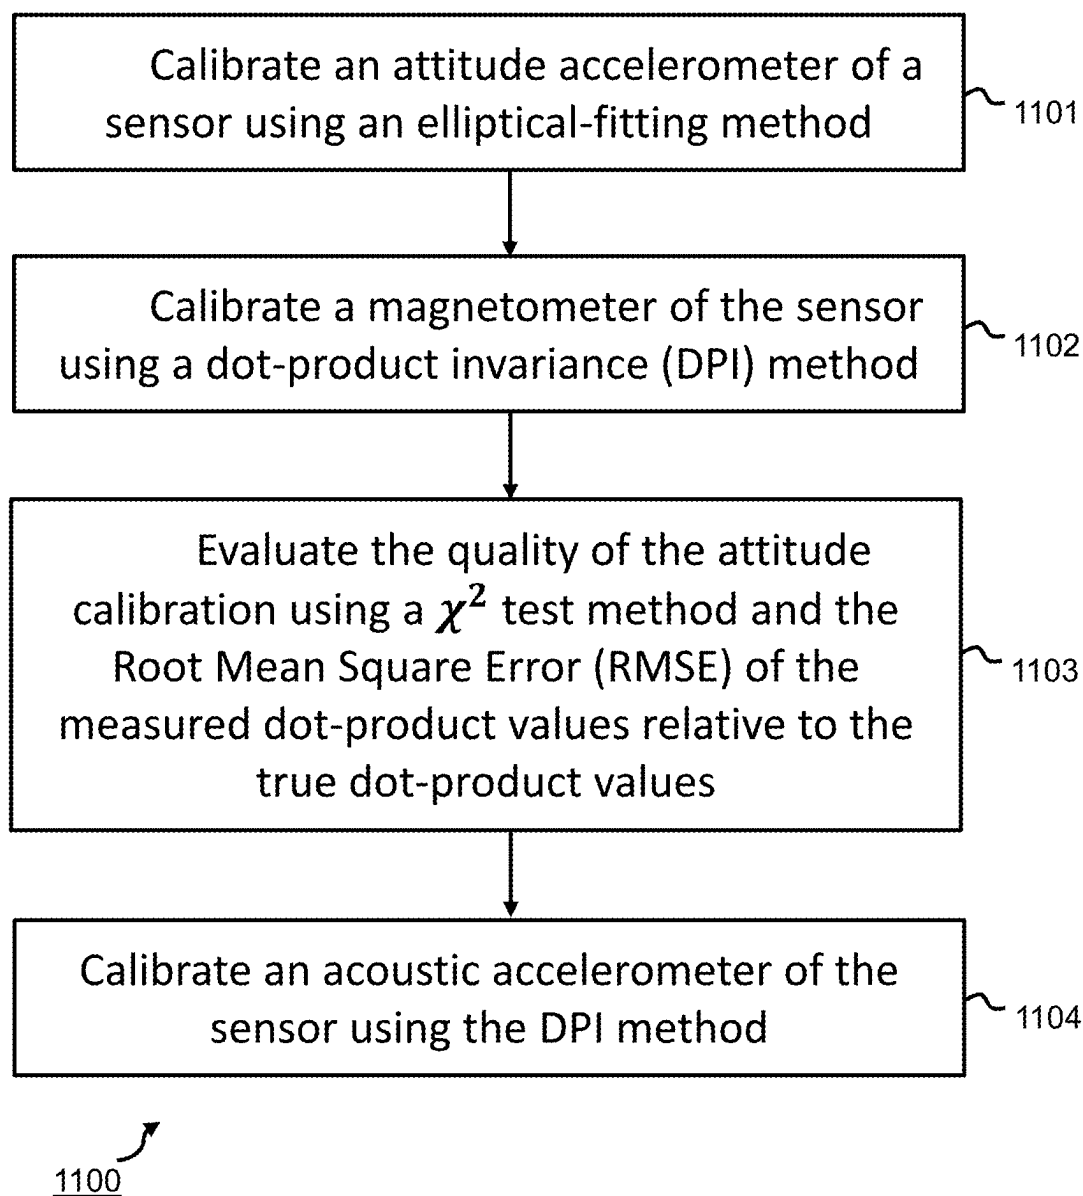 Calibrate an attitude accelerometer of a
sensor using an elliptical-fitting method
1101
Calibrate a magnetometer of the sensor
using a dot-product invariance (DPI) method
1102
Evaluate the quality of the attitude
calibration using a χ² test method and the
Root Mean Square Error (RMSE) of the
measured dot-product values relative to the
true dot-product values
1103
Calibrate an acoustic accelerometer of the
sensor using the DPI method
1104
1100